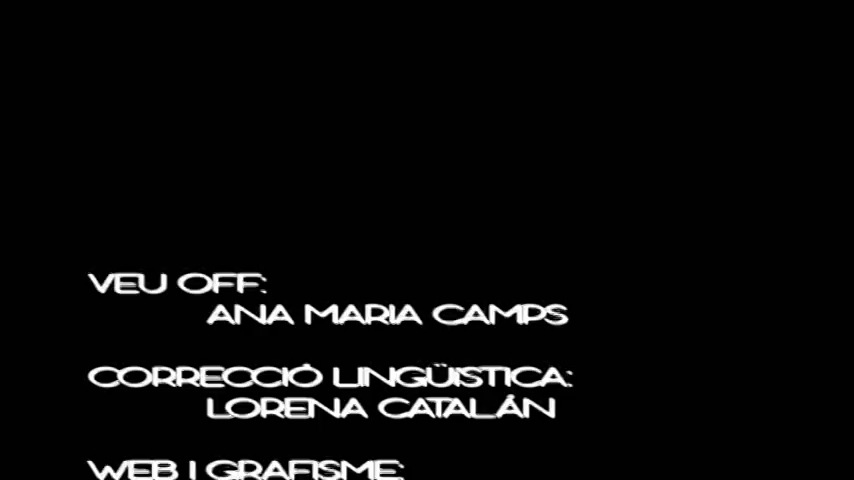 VEU OFF:
ANA MARIA CAMPS
CORRECCIÓ LINGÜISTICA:
LORENA CATALÁN
WEB I GRAFISME: